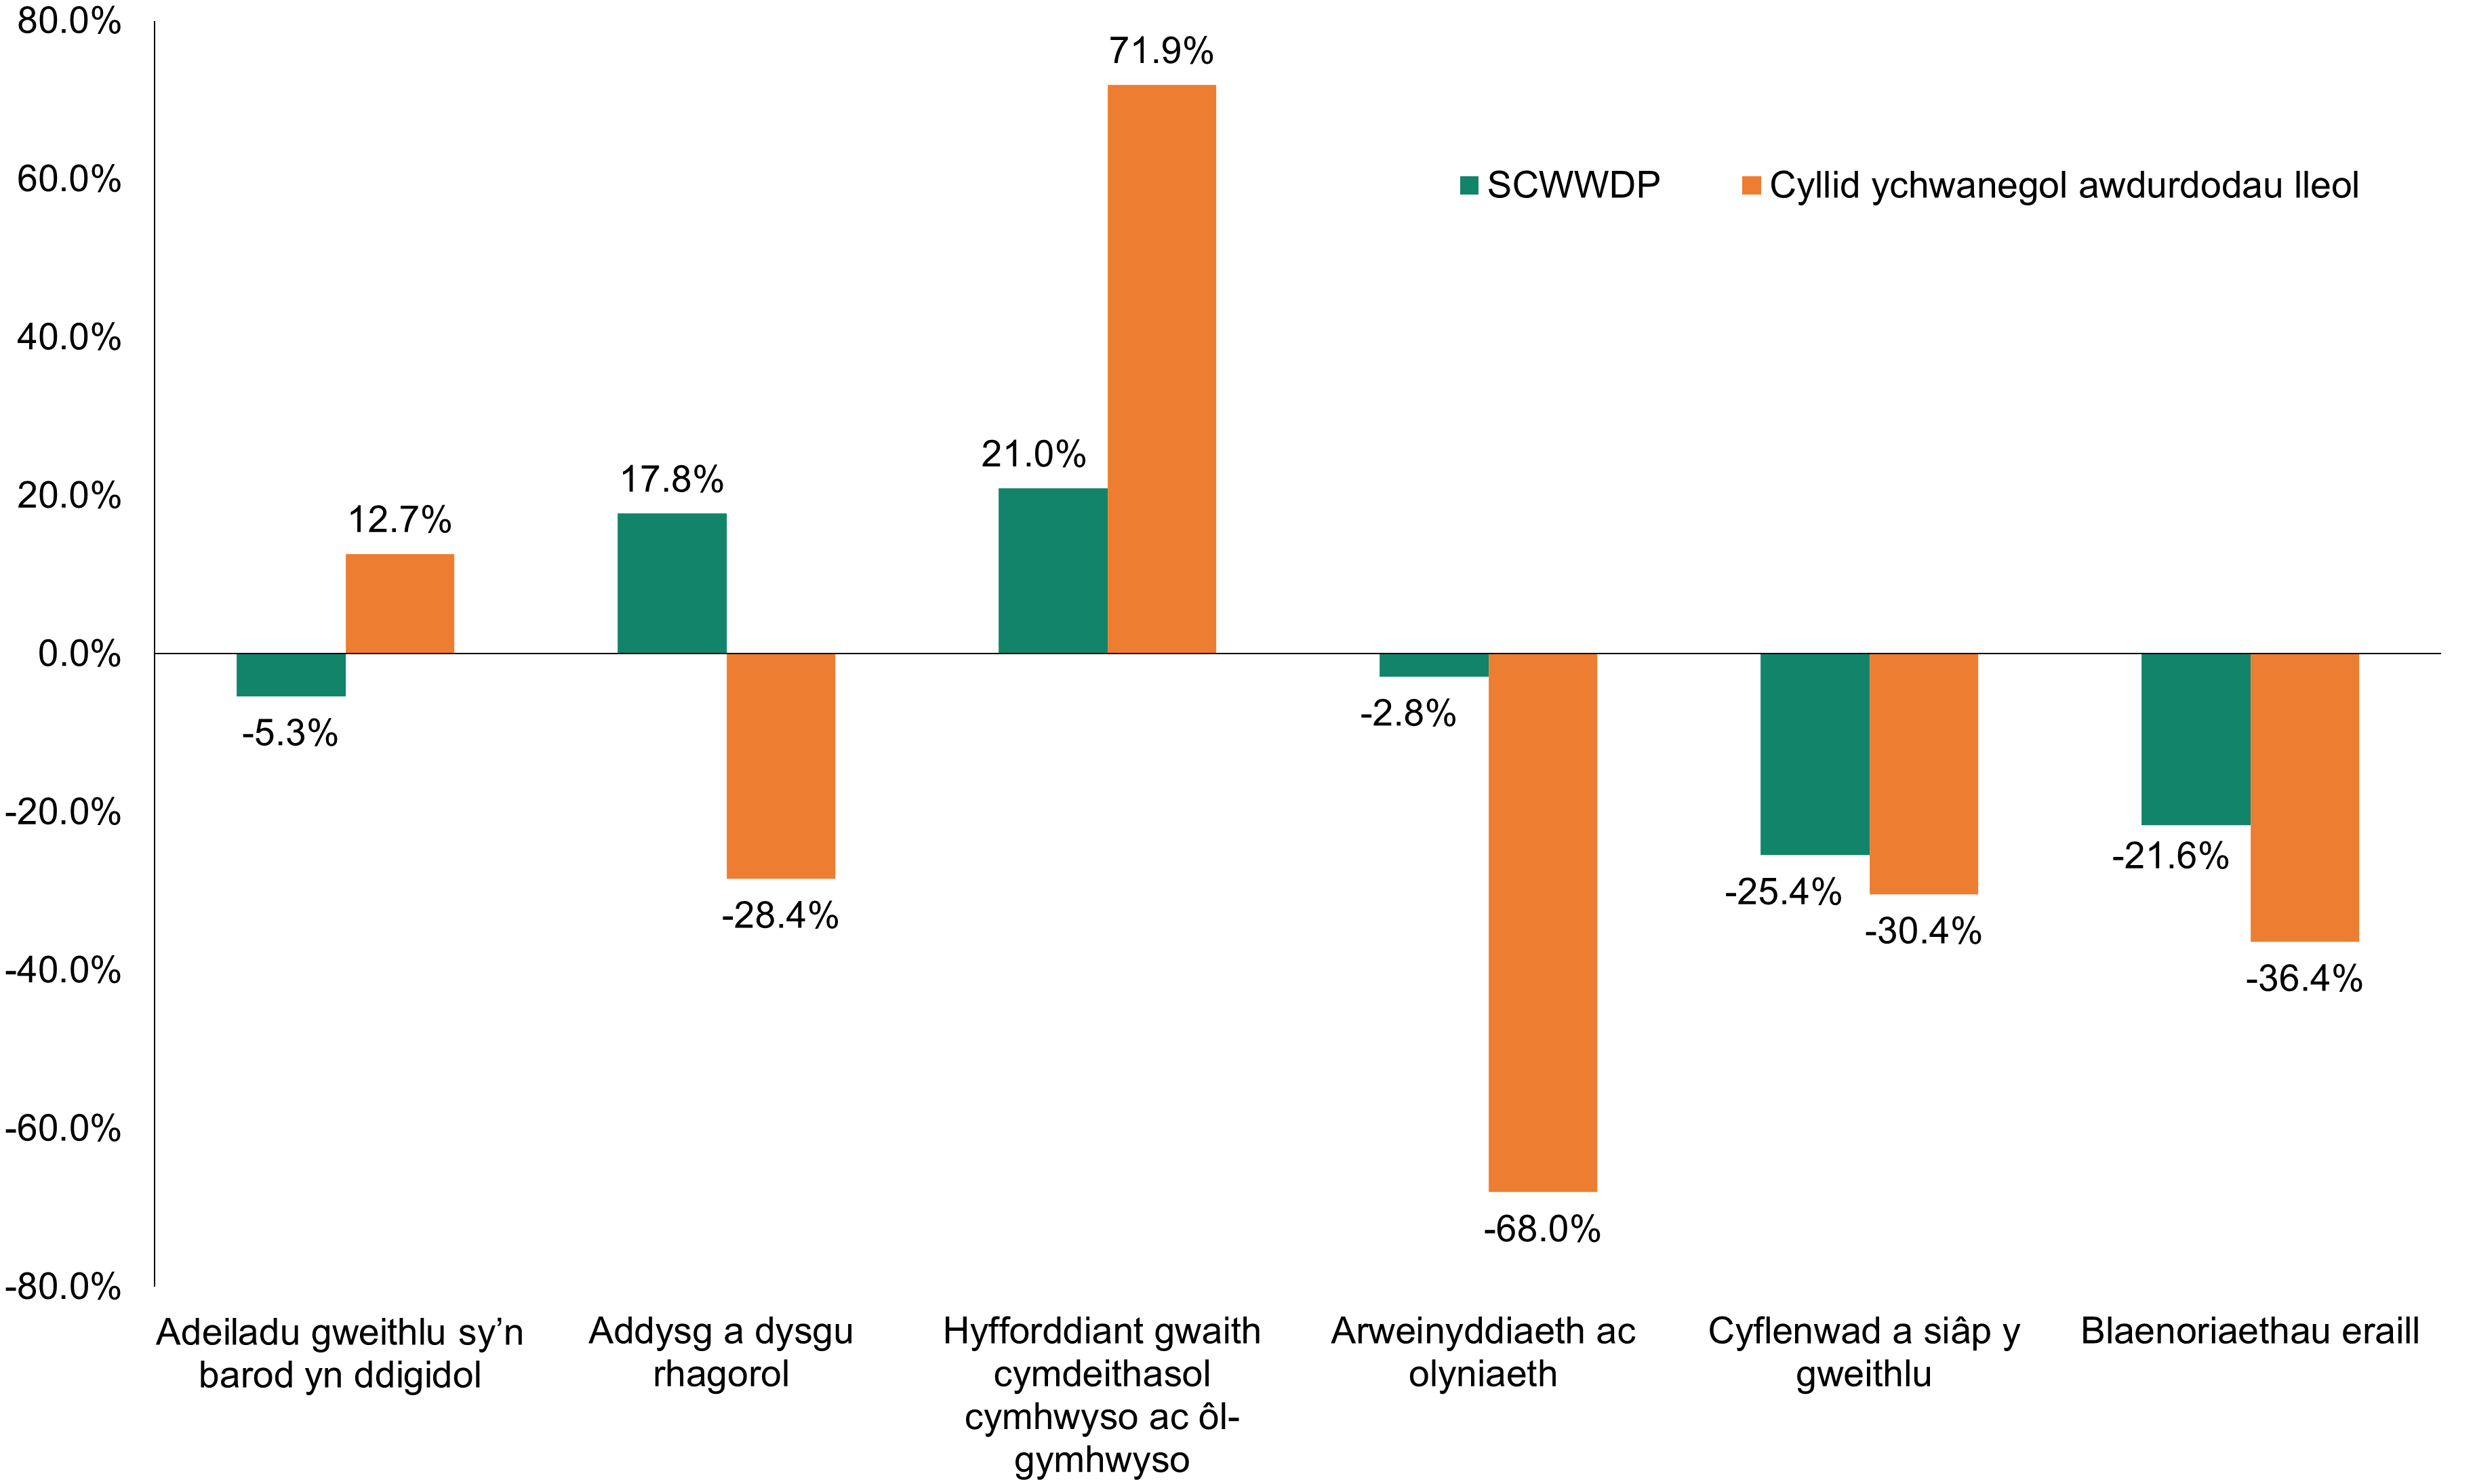 80.0%
60.0%
40.0%
20.0%
0.0%
-20.0%
-40.0%
-60.0%
-80.0%
SCWWDP
Cyllid ychwanegol awdurdodau lleol
-5.3%
12.7%
17.8%
-28.4%
21.0%
71.9%
-2.8%
-68.0%
-25.4%
-30.4%
-21.6%
-36.4%
Adeiladu gweithlu sy’n
barod yn ddigidol
Addysg a dysgu
rhagorol
Hyfforddiant gwaith
cymdeithasol
cymhwyso ac ôl-
gymhwyso
Arweinyddiaeth ac
olyniaeth
Cyflenwad a siâp y
gweithlu
Blaenoriaethau eraill